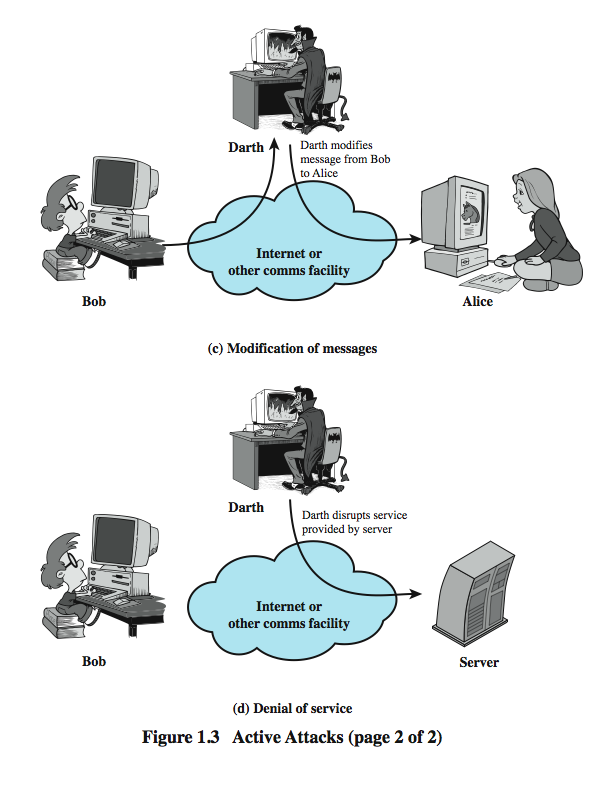 Darth
Darth modifies
message from Bob
to Alice
Internet or
other comms facility
Bob
Alice
(c) Modification of messages
Darth
Darth disrupts service
provided by server
Internet or
other comms facility
Bob
Server
(d) Denial of service
Figure 1.3 Active Attacks (page 2 of 2)